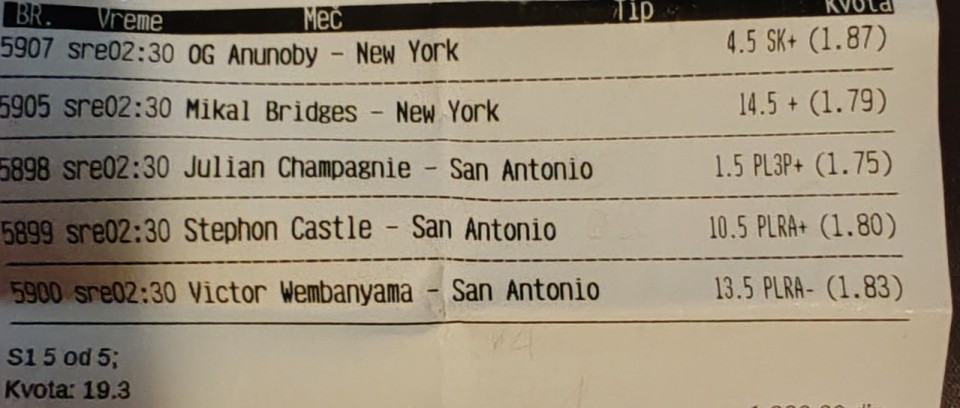 BR. Vreme Meč Tip Kvota
5907 sre02:30 OG Anunoby - New York 4.5 SK+ (1.87)
5905 sre02:30 Mikal Bridges - New York 14.5 + (1.79)
5898 sre02:30 Julian Champagnie - San Antonio 1.5 PL3P+ (1.75)
5899 sre02:30 Stephon Castle - San Antonio 10.5 PLRA+ (1.80)
5900 sre02:30 Victor Wembanyama - San Antonio 13.5 PLRA- (1.83)
S1 5 od 5;
Kvota: 19.3